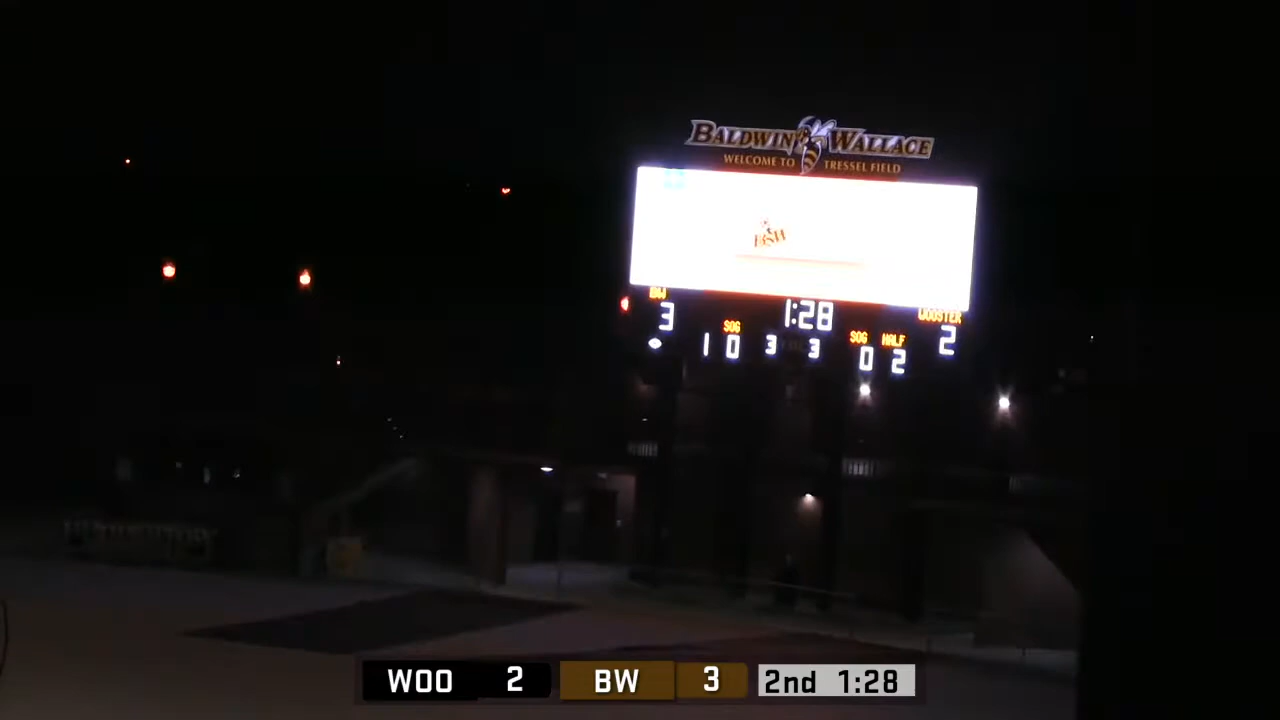 BALDWIN WALLACE
WELCOME TO TRESSEL FIELD
BW
BW 1:28 WOOSTER
3 SOG SOG HALF 2
1 0 3 3 0 2
WOO 2 BW 3 2nd 1:28